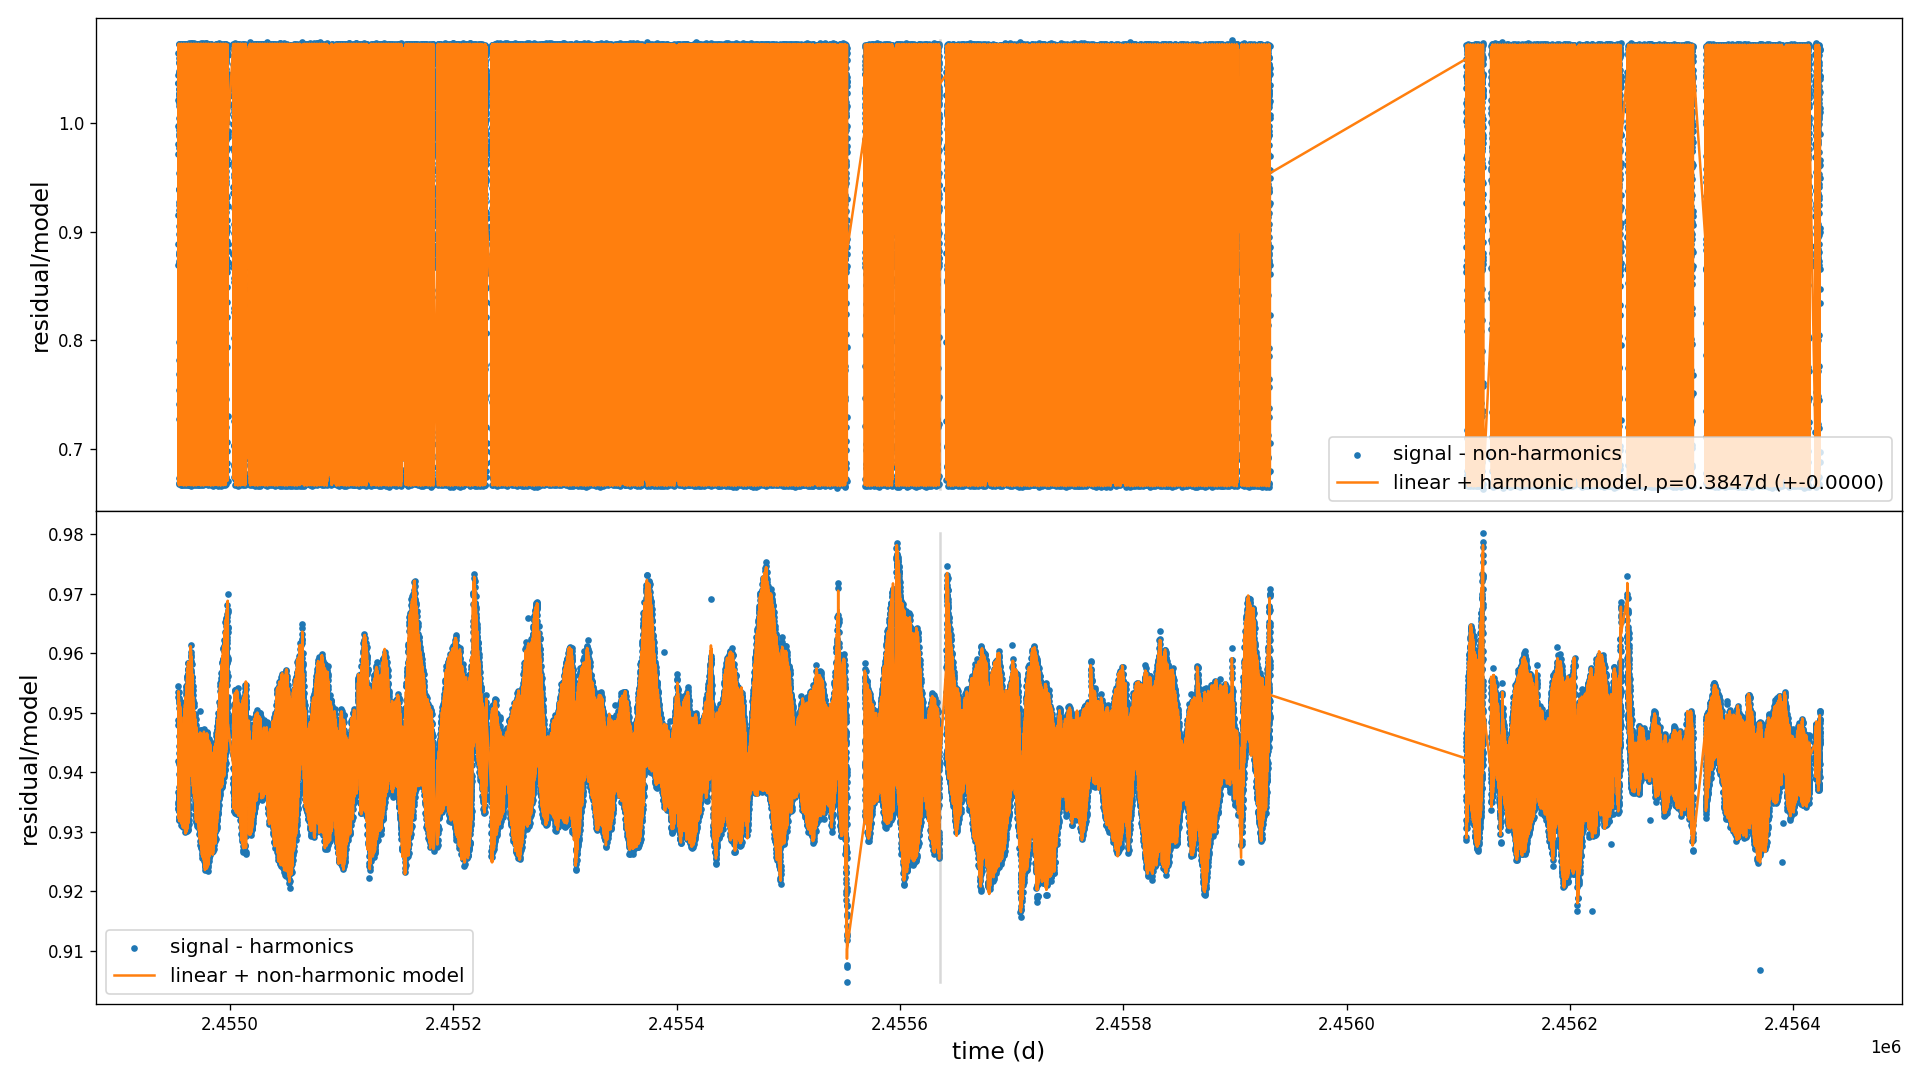 1.0
0.9
0.8
0.7
residual/model
signal - non-harmonics
linear + harmonic model, p=0.3847d (+-0.0000)
0.98
0.97
0.96
0.95
0.94
0.93
0.92
0.91
residual/model
signal - harmonics
linear + non-harmonic model
2.4550
2.4552
2.4554
2.4556
2.4558
2.4560
2.4562
2.4564
1e6
time (d)